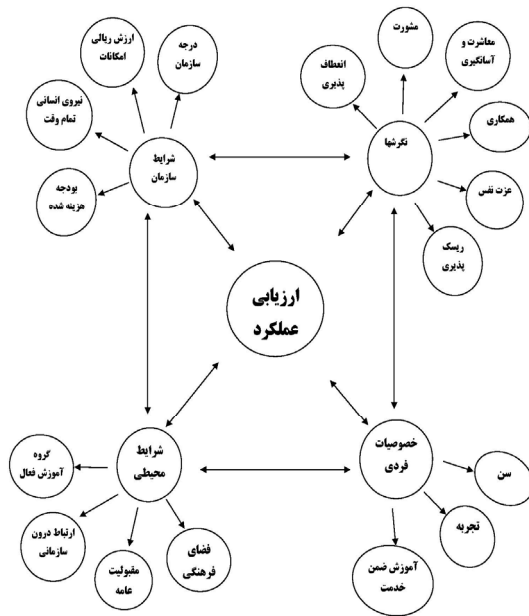 ارزش ریالی
امکانات
درجه
سازمان
نیروی انسانی
تمام وقت
بودجه
هزینه شده
شرایط
سازمان
انعطاف
پذیری
مشورت
معاشرت و
آسانگیری
همکاری
عزت نفس
ریسک
پذیری
نگرشها
ارزیابی
عملکرد
شرایط
محیطی
گروه
آموزش فعال
ارتباط درون
سازمانی
مقبولیت
عامه
فضای
فرهنگی
خصوصیات
فردی
سن
تجربه
آموزش ضمن
خدمت